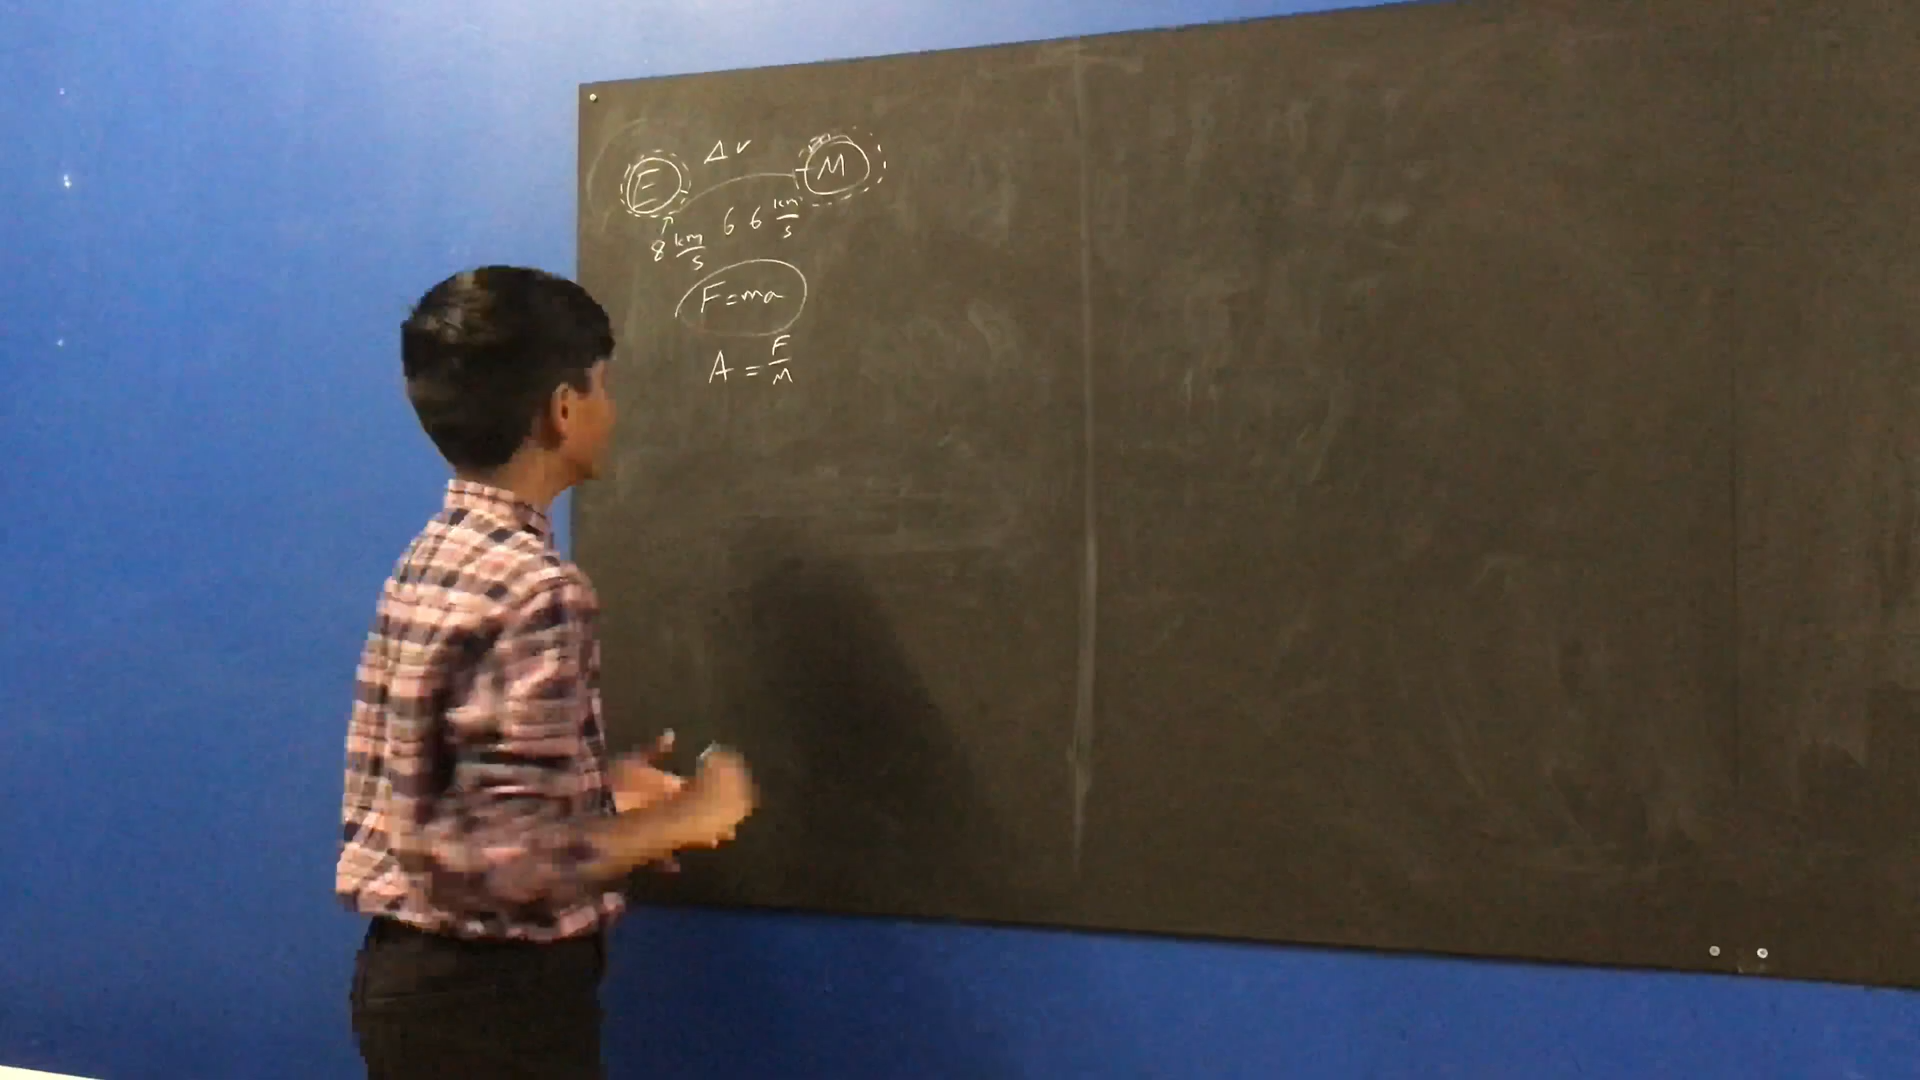 Δv
E M
6 6 km/s
8 km/s
F=ma
A = F/M